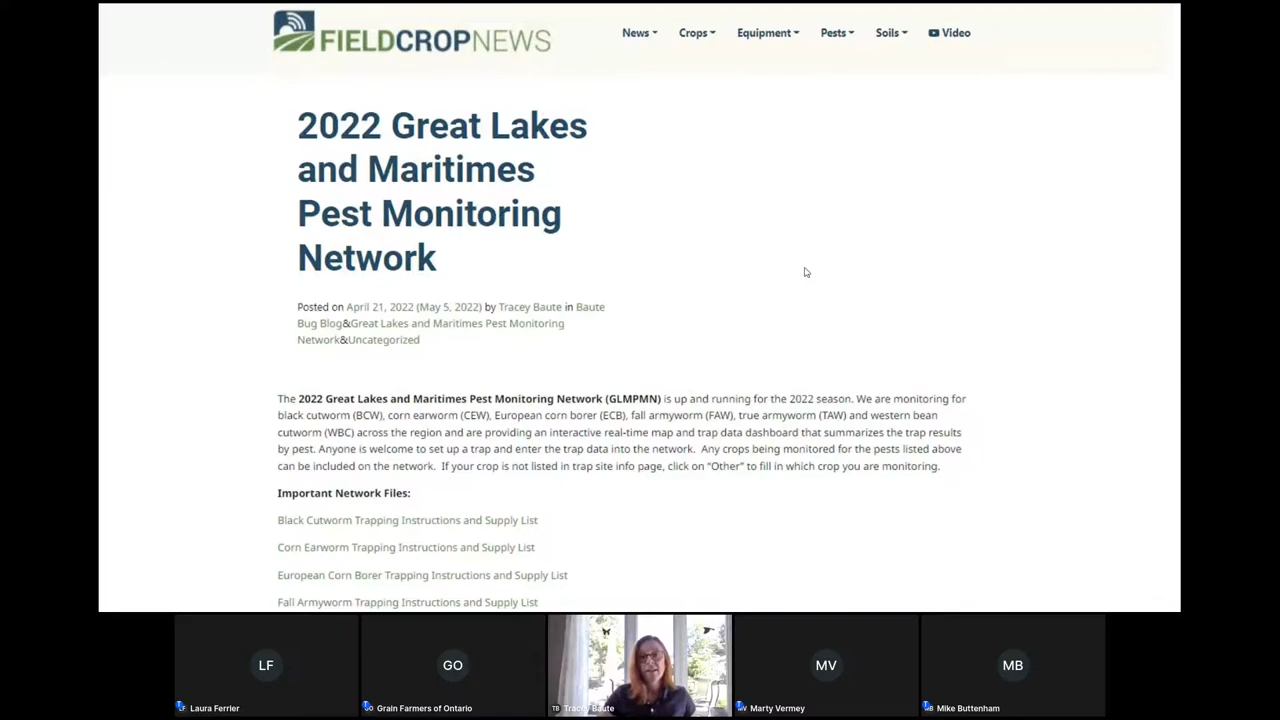 FIELDCROPNEWS
News Crops Equipment Pests Soils Video
2022 Great Lakes
and Maritimes
Pest Monitoring
Network
Posted on April 21, 2022 (May 5, 2022) by Tracey Baute in Baute
Bug Blog&Great Lakes and Maritimes Pest Monitoring
Network&Uncategorized
The 2022 Great Lakes and Maritimes Pest Monitoring Network (GLMPMN) is up and running for the 2022 season. We are monitoring for
black cutworm (BCW), corn earworm (CEW), European corn borer (ECB), fall armyworm (FAW), true armyworm (TAW) and western bean
cutworm (WBC) across the region and are providing an interactive real-time map and trap data dashboard that summarizes the trap results
by pest. Anyone is welcome to set up a trap and enter the trap data into the network. Any crops being monitored for the pests listed above
can be included on the network. If your crop is not listed in trap site info page, click on “Other” to fill in which crop you are monitoring.
Important Network Files:
Black Cutworm Trapping Instructions and Supply List
Corn Earworm Trapping Instructions and Supply List
European Corn Borer Trapping Instructions and Supply List
Fall Armyworm Trapping Instructions and Supply List
LF GO MV MB
LF Laura Ferrier GO Grain Farmers of Ontario TB Tracey Baute MV Marty Vermey MB Mike Buttenham